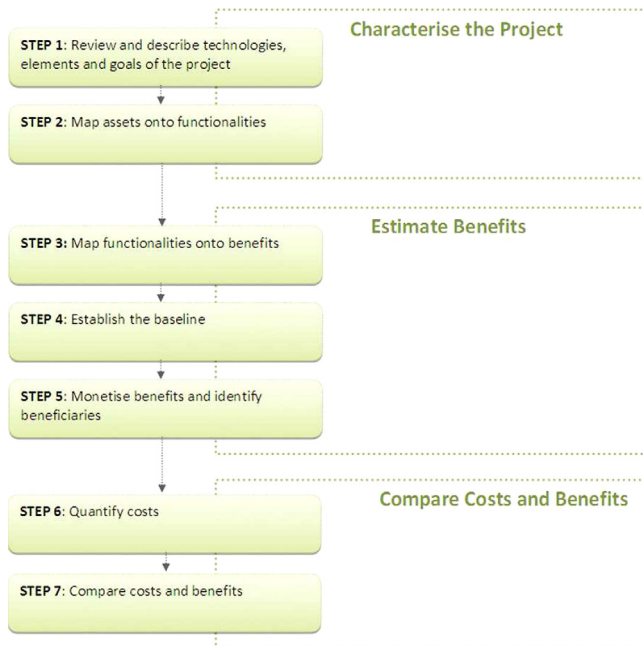 Characterise the Project
STEP 1: Review and describe technologies,
elements and goals of the project
STEP 2: Map assets onto functionalities
Estimate Benefits
STEP 3: Map functionalities onto benefits
STEP 4: Establish the baseline
STEP 5: Monetise benefits and identify
beneficiaries
Compare Costs and Benefits
STEP 6: Quantify costs
STEP 7: Compare costs and benefits